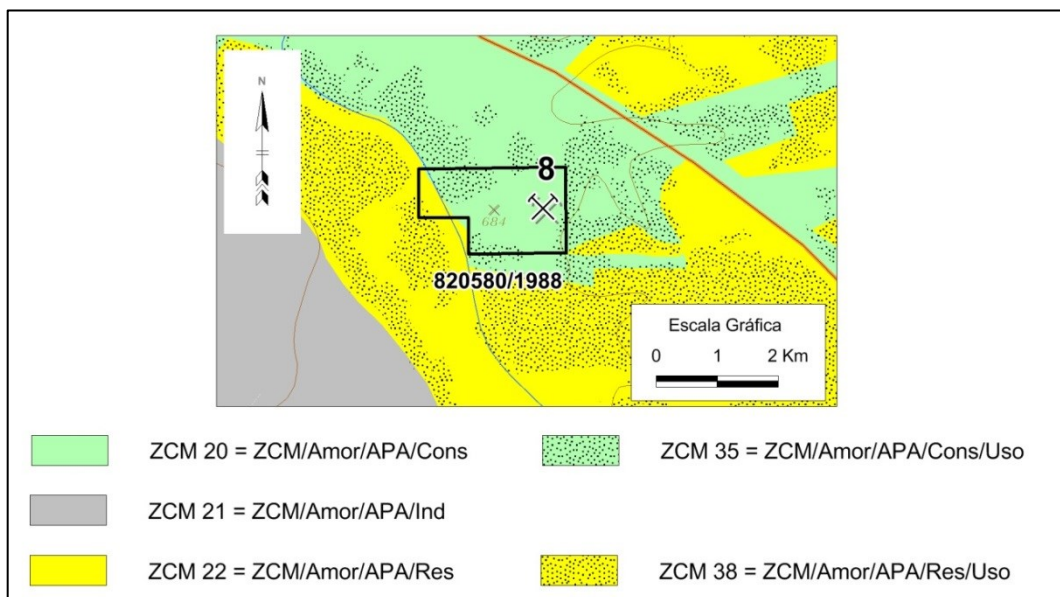 N
8
684
820580/1988
Escala Gráfica
0 1 2 Km
ZCM 20 = ZCM/Amor/APA/Cons
ZCM 35 = ZCM/Amor/APA/Cons/Uso
ZCM 21 = ZCM/Amor/APA/Ind
ZCM 22 = ZCM/Amor/APA/Res
ZCM 38 = ZCM/Amor/APA/Res/Uso